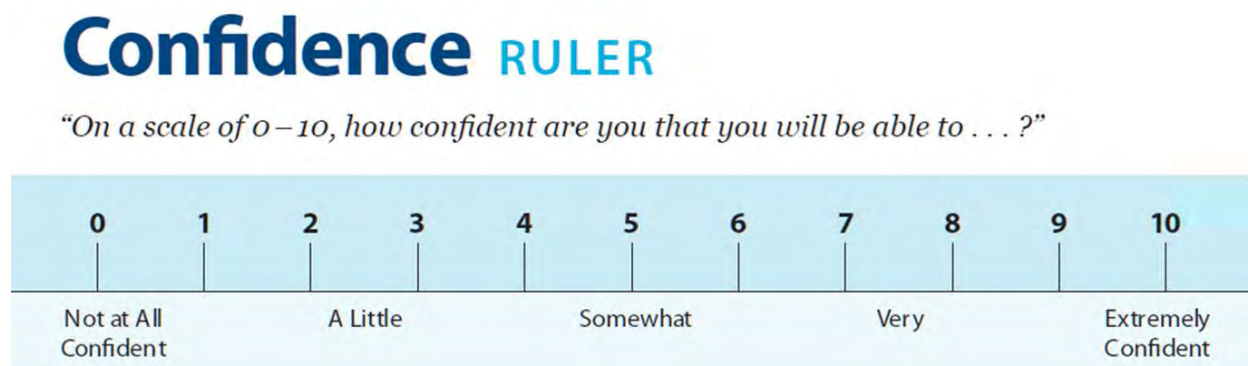 Confidence RULER
“On a scale of 0–10, how confident are you that you will be able to . . . ?”
0 1 2 3 4 5 6 7 8 9 10
Not at All Confident
A Little
Somewhat
Very
Extremely Confident